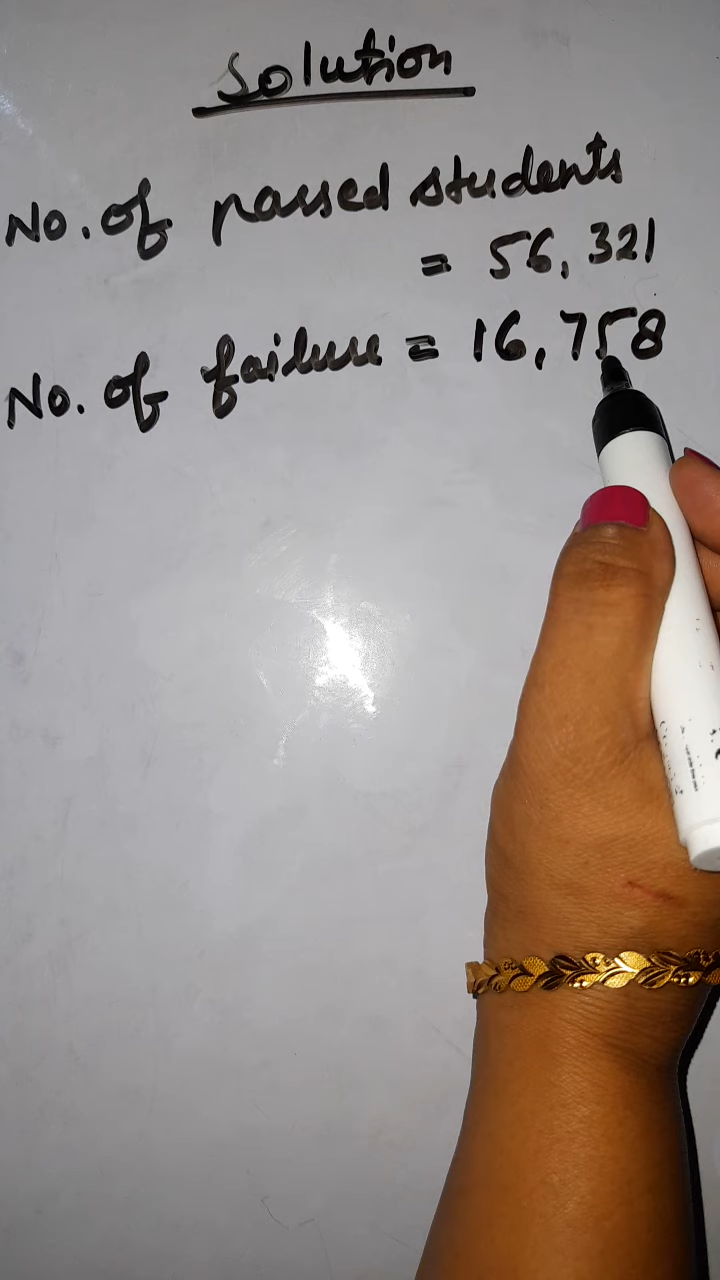 Solution
No. of passed students
= 56,321
No. of failure = 16,758